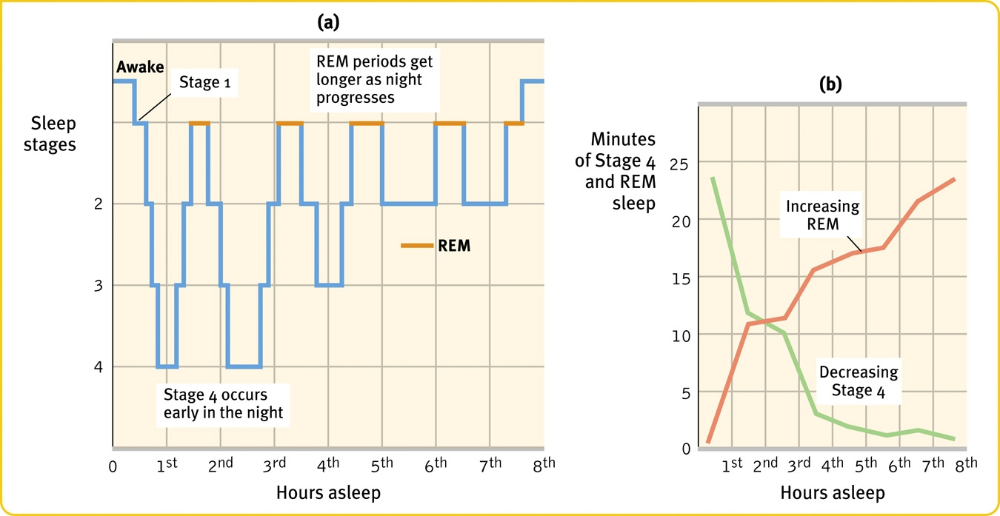 (a)
Awake
Stage 1
REM periods get
longer as night
progresses
Sleep
stages
2
3
4
REM
Stage 4 occurs
early in the night
0 1st 2nd 3rd 4th 5th 6th 7th 8th
Hours asleep
(b)
Minutes
of Stage 4
and REM
sleep
25
20
15
10
5
0
Increasing
REM
Decreasing
Stage 4
1st 2nd 3rd 4th 5th 6th 7th 8th
Hours asleep